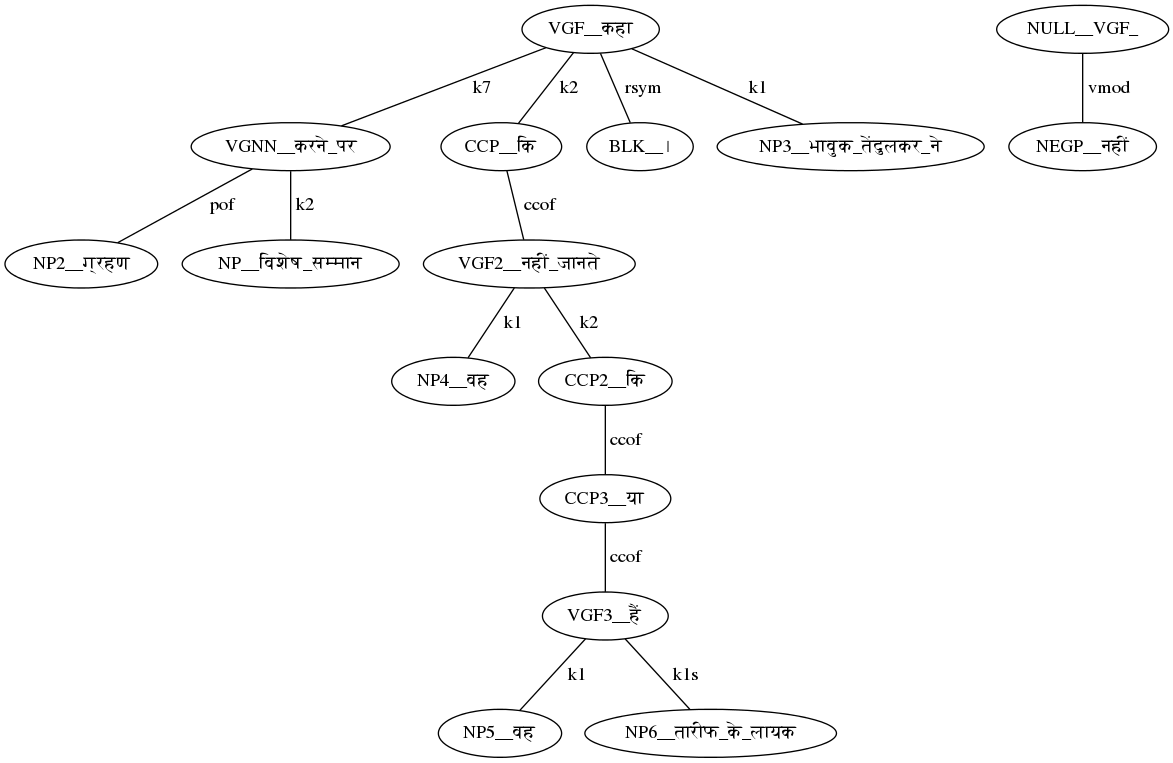 VGF__कहा NULL__VGF_
k7 k2 rsym k1 vmod
VGNN__करने_पर CCP__कि BLK__। NP3__भावुक_तेंदुलकर_ने NEGP__नहीं
pof k2 ccof
NP2__ग्रहण NP__विशेष_सम्मान VGF2__नहीं_जानते
k1 k2
NP4__वह CCP2__कि
ccof
CCP3__या
ccof
VGF3__हैं
k1 k1s
NP5__वह NP6__तारीफ_के_लायक